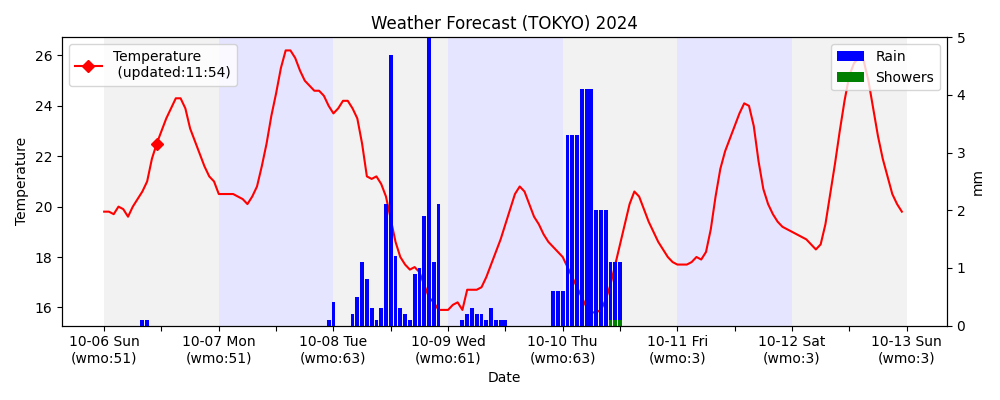 Weather Forecast (TOKYO) 2024
Temperature
(updated:11:54)
Rain
Showers
Temperature
26
24
22
20
18
16
5
4
3
2
1
0
mm
10-06 Sun
(wmo:51)
10-07 Mon
(wmo:51)
10-08 Tue
(wmo:63)
10-09 Wed
(wmo:61)
10-10 Thu
(wmo:63)
10-11 Fri
(wmo:3)
10-12 Sat
(wmo:3)
10-13 Sun
(wmo:3)
Date